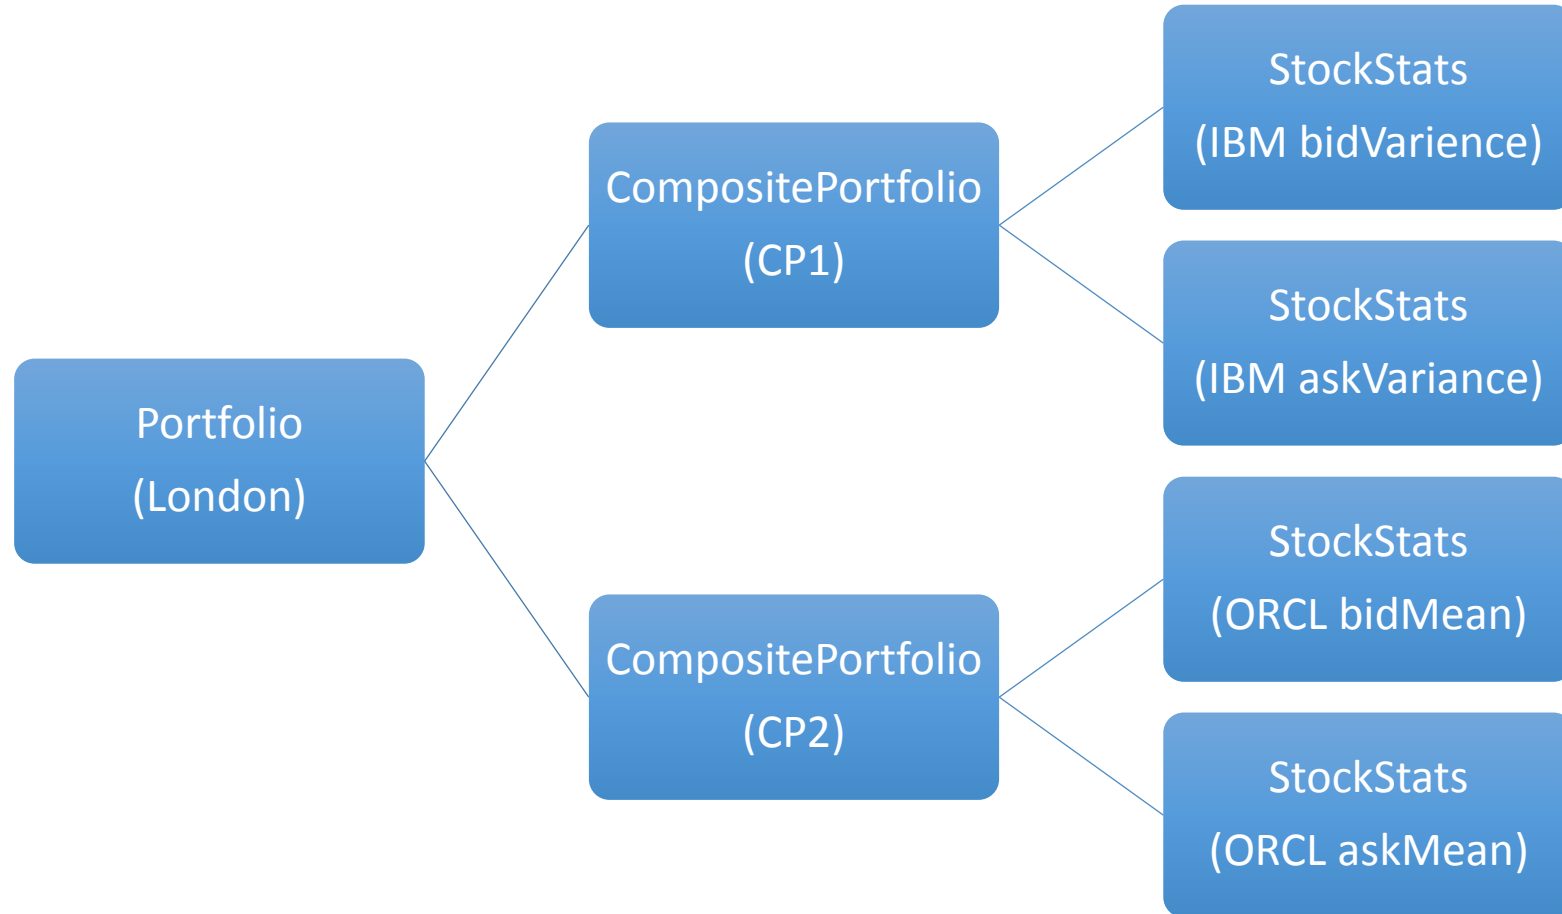 Portfolio
(London)
CompositePortfolio
(CP1)
StockStats
(IBM bidVarience)
StockStats
(IBM askVariance)
CompositePortfolio
(CP2)
StockStats
(ORCL bidMean)
StockStats
(ORCL askMean)